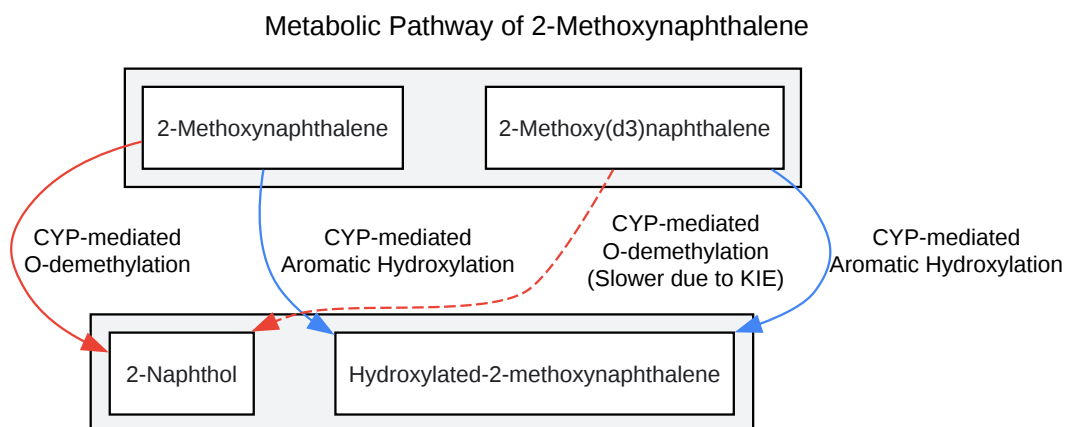 Metabolic Pathway of 2-Methoxynaphthalene
2-Methoxynaphthalene
2-Methoxy(d3)naphthalene
CYP-mediated
O-demethylation
CYP-mediated
Aromatic Hydroxylation
CYP-mediated
O-demethylation
(Slower due to KIE)
CYP-mediated
Aromatic Hydroxylation
2-Naphthol
Hydroxylated-2-methoxynaphthalene